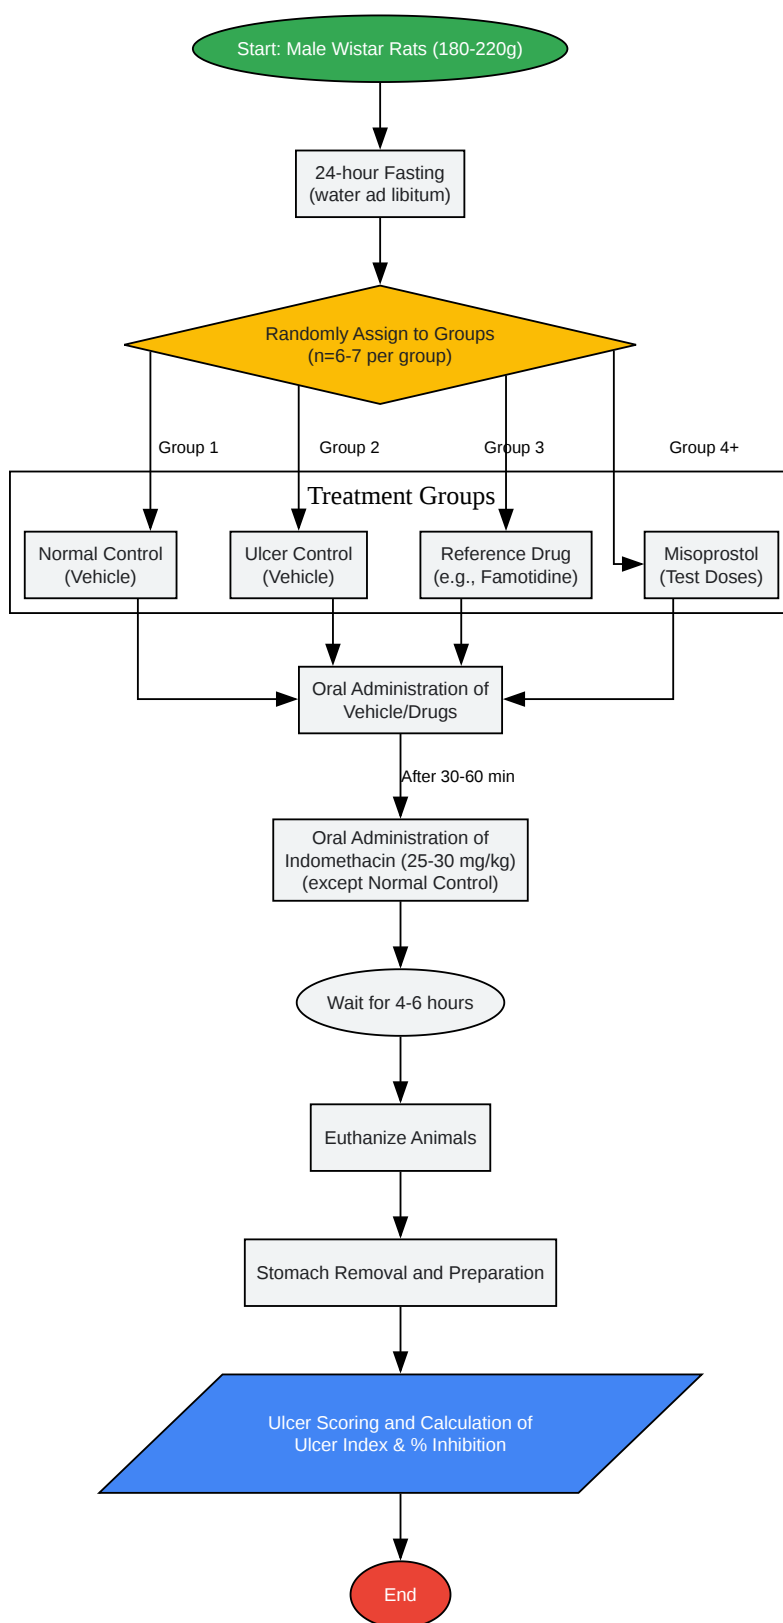 Start: Male Wistar Rats (180-220g)
24-hour Fasting
(water ad libitum)
Randomly Assign to Groups
(n=6-7 per group)
Group 1
Group 2
Group 3
Group 4+
Treatment Groups
Normal Control
(Vehicle)
Ulcer Control
(Vehicle)
Reference Drug
(e.g., Famotidine)
Misoprostol
(Test Doses)
Oral Administration of
Vehicle/Drugs
After 30-60 min
Oral Administration of
Indomethacin (25-30 mg/kg)
(except Normal Control)
Wait for 4-6 hours
Euthanize Animals
Stomach Removal and Preparation
Ulcer Scoring and Calculation of
Ulcer Index & % Inhibition
End